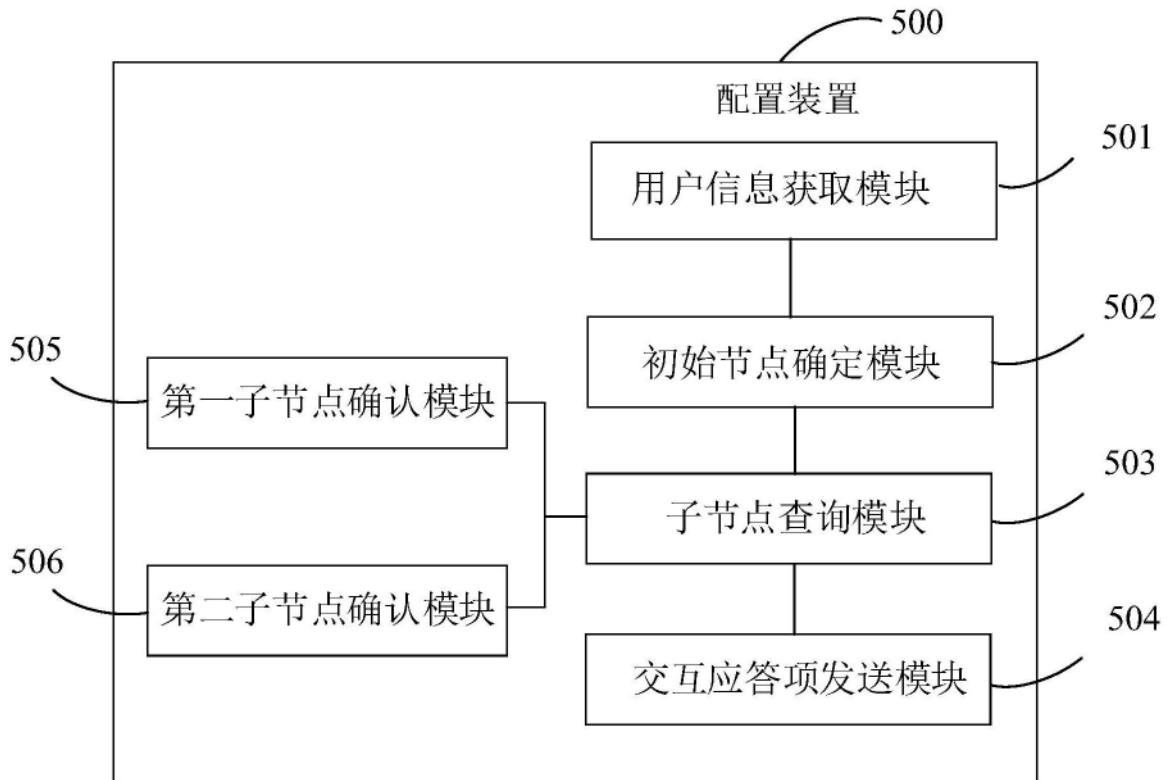 500
配置装置
501
用户信息获取模块
502
初始节点确定模块
505
第一子节点确认模块
503
子节点查询模块
506
第二子节点确认模块
504
交互应答项发送模块